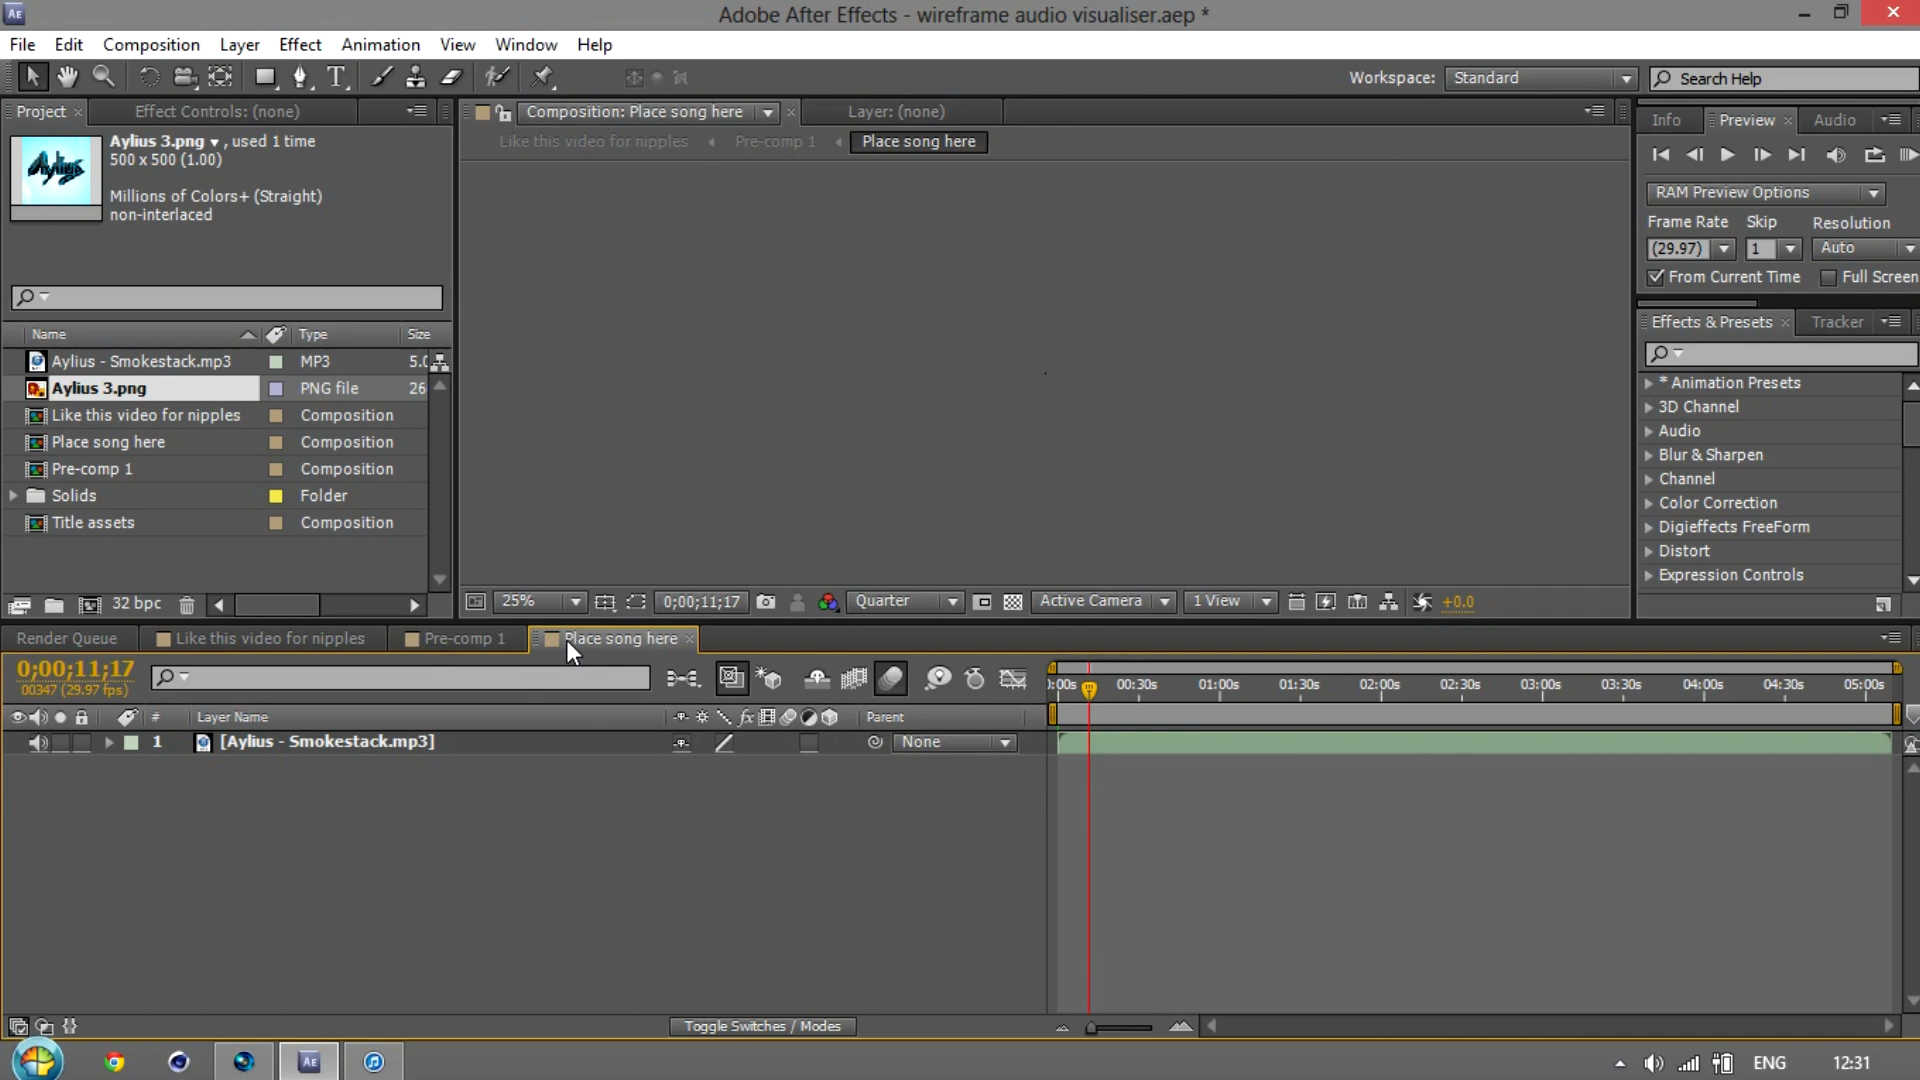 Adobe After Effects - wireframe audio visualiser.aep *
File Edit Composition Layer Effect Animation View Window Help
Workspace: Standard Search Help
Project Effect Controls: (none) Composition: Place song here Layer: (none)
Info Preview Audio
Aylius 3.png , used 1 time
500 x 500 (1.00)
Millions of Colors+ (Straight)
non-interlaced
Like this video for nipples Pre-comp 1 Place song here
RAM Preview Options
Frame Rate Skip Resolution
(29.97) 1 Auto
From Current Time Full Screen
Effects & Presets Tracker
Name Type Size
Aylius - Smokestack.mp3 MP3 5.0
Aylius 3.png PNG file 26
Like this video for nipples Composition
Place song here Composition
Pre-comp 1 Composition
Solids Folder
Title assets Composition
* Animation Presets
3D Channel
Audio
Blur & Sharpen
Channel
Color Correction
Digieffects FreeForm
Distort
Expression Controls
32 bpc
25% 0;00;11;17 Quarter Active Camera 1 View +0.0
Render Queue Like this video for nipples Pre-comp 1 Place song here
0;00;11;17
00347 (29.97 fps)
):00s 00:30s 01:00s 01:30s 02:00s 02:30s 03:00s 03:30s 04:00s 04:30s 05:00s
# Layer Name fx Parent
1 [Aylius - Smokestack.mp3] None
Toggle Switches / Modes
AE ENG 12:31